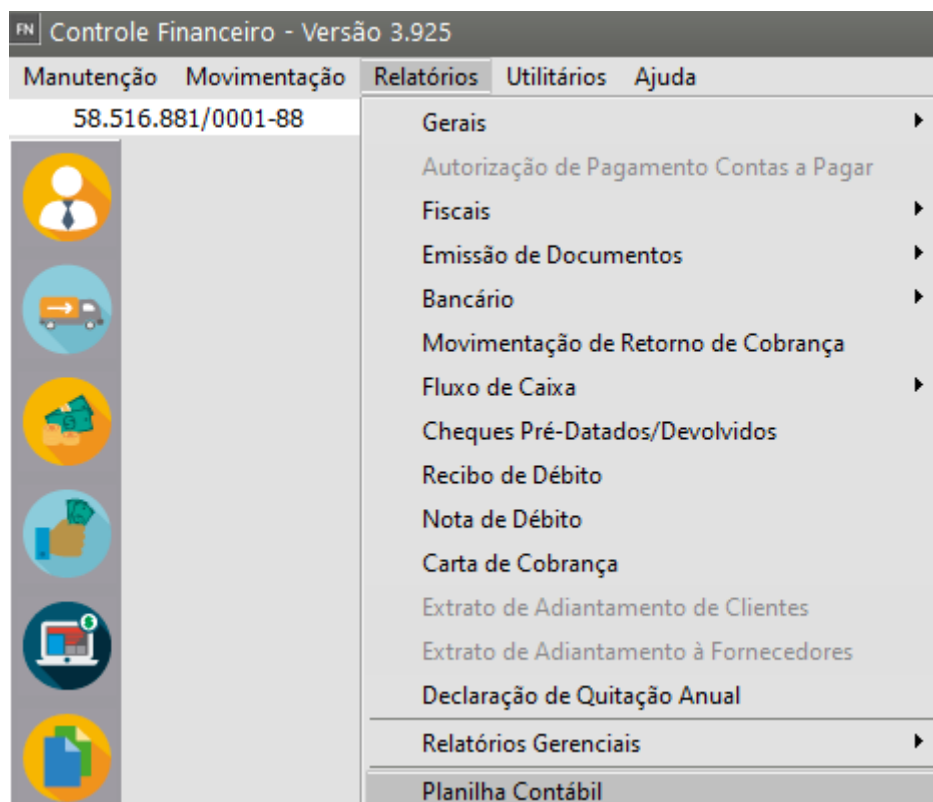 FN Controle Financeiro - Versão 3.925
Manutenção Movimentação Relatórios Utilitários Ajuda
58.516.881/0001-88
Gerais
Autorização de Pagamento Contas a Pagar
Fiscais
Emissão de Documentos
Bancário
Movimentação de Retorno de Cobrança
Fluxo de Caixa
Cheques Pré-Datados/Devolvidos
Recibo de Débito
Nota de Débito
Carta de Cobrança
Extrato de Adiantamento de Clientes
Extrato de Adiantamento à Fornecedores
Declaração de Quitação Anual
Relatórios Gerenciais
Planilha Contábil